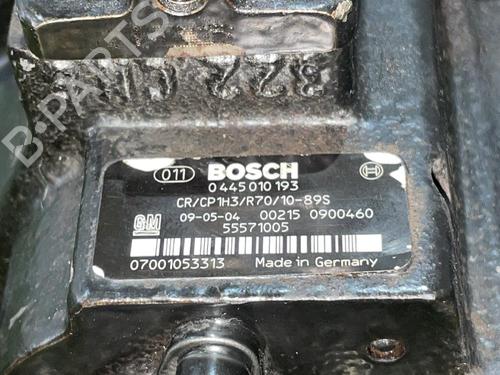 B-PARTS
322
011 BOSCH
0 445 010 193
CR/CP1H3/R70/10-89S
GM 09-05-04 00215 0900460
55571005
07001053313 Made in Germany